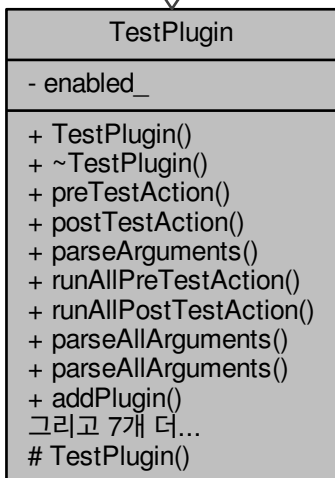 TestPlugin
- enabled_
+ TestPlugin()
+ ~TestPlugin()
+ preTestAction()
+ postTestAction()
+ parseArguments()
+ runAllPreTestAction()
+ runAllPostTestAction()
+ parseAllArguments()
+ parseAllArguments()
+ addPlugin()
그리고 7개 더...
# TestPlugin()